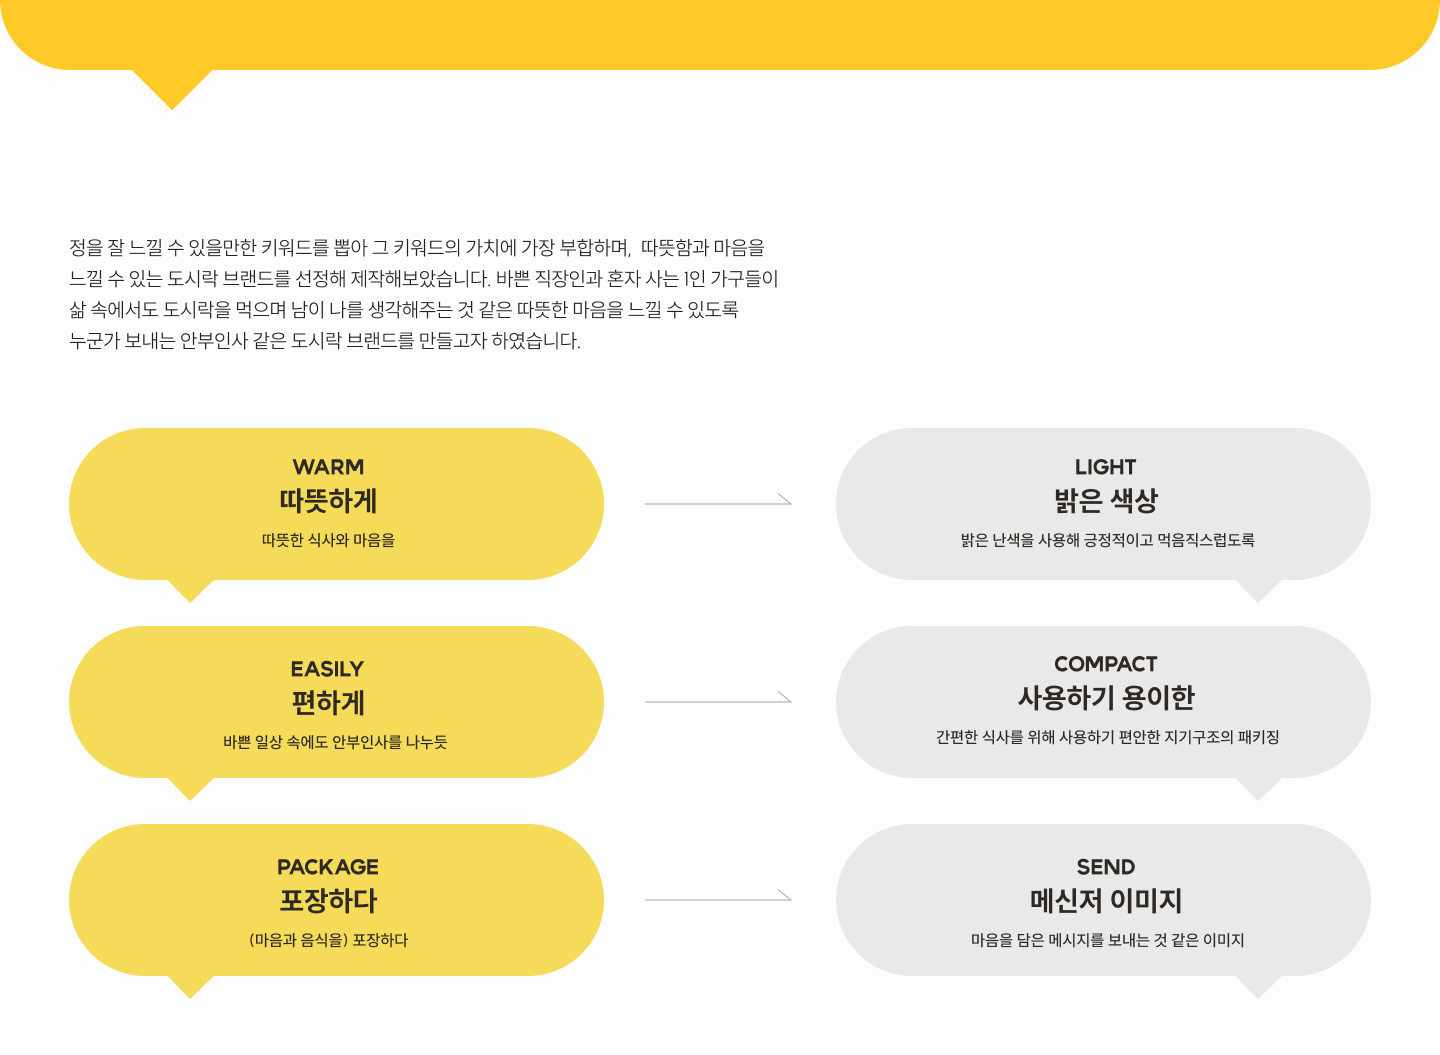 정을 잘 느낄 수 있을만한 키워드를 뽑아 그 키워드의 가치에 가장 부합하며, 따뜻함과 마음을
느낄 수 있는 도시락 브랜드를 선정해 제작해보았습니다. 바쁜 직장인과 혼자 사는 1인 가구들이
삶 속에서도 도시락을 먹으며 남이 나를 생각해주는 것 같은 따뜻한 마음을 느낄 수 있도록
누군가 보내는 안부인사 같은 도시락 브랜드를 만들고자 하였습니다.
WARM
따뜻하게
따뜻한 식사와 마음을
LIGHT
밝은 색상
밝은 난색을 사용해 긍정적이고 먹음직스럽도록
EASILY
편하게
바쁜 일상 속에도 안부인사를 나누듯
COMPACT
사용하기 용이한
간편한 식사를 위해 사용하기 편안한 지기구조의 패키징
PACKAGE
포장하다
(마음과 음식을) 포장하다
SEND
메신저 이미지
마음을 담은 메시지를 보내는 것 같은 이미지